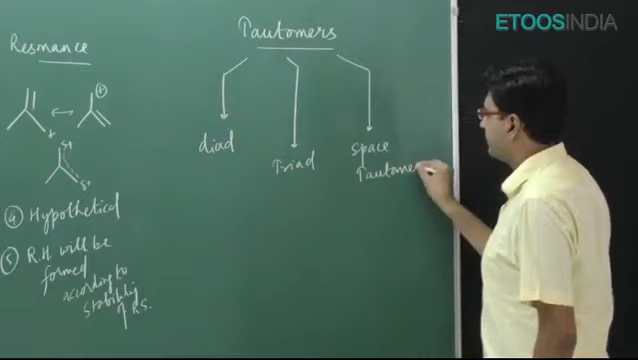 ETOOSINDIA
Resonance
+
+
δ+
δ+
④ Hypothetical
⑤ R.H. will be
formed
according to
stability
of R.S.
Tautomers
diad
Triad
Space
Tautomer